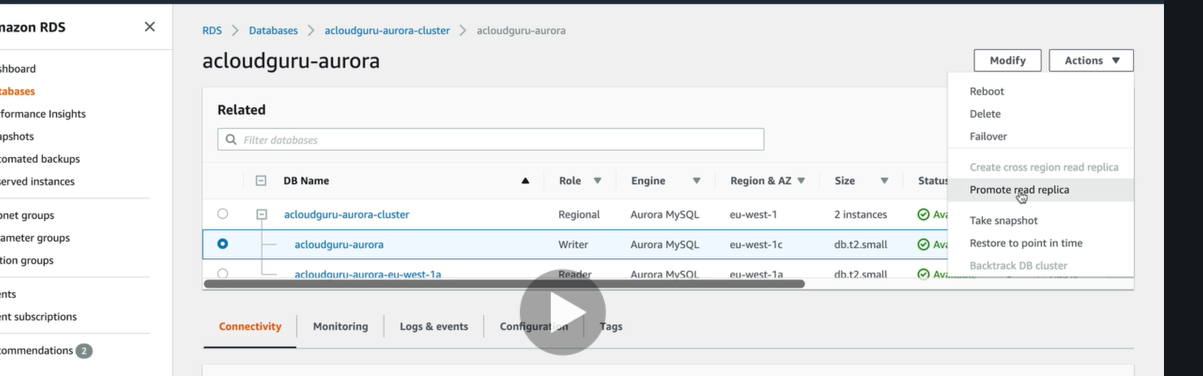 nazon RDS
RDS > Databases > acloudguru-aurora-cluster > acloudguru-aurora
acloudguru-aurora
Modify
Actions
Reboot
Delete
Failover
Create cross region read replica
Promote read replica
Take snapshot
Restore to point in time
Backtrack DB cluster
shboard
tabases
formance Insights
apshots
tomated backups
served instances
bnet groups
rameter groups
tion groups
ents
ent subscriptions
commendations 2
Related
Filter databases
DB Name Role Engine Region & AZ Size Status
acloudguru-aurora-cluster Regional Aurora MySQL eu-west-1 2 instances Ava
acloudguru-aurora Writer Aurora MySQL eu-west-1c db.t2.small Ava
acloudguru-aurora-eu-west-1a Reader Aurora MySQL eu-west-1a db.t2.small
Connectivity Monitoring Logs & events Configuration Tags